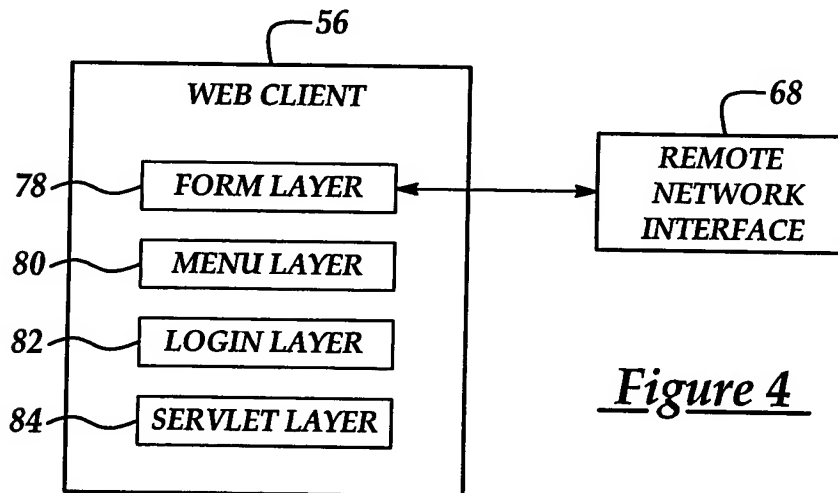 56
WEB CLIENT
68
78
FORM LAYER
REMOTE
NETWORK
INTERFACE
80
MENU LAYER
82
LOGIN LAYER
84
SERVLET LAYER
Figure 4